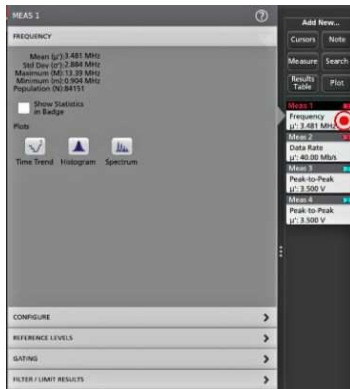 MEAS 1
FREQUENCY
Mean (µ'): 3.481 MHz
Std Dev (σ'): 2.884 MHz
Maximum (M): 13.39 MHz
Minimum (m): 0.904 MHz
Population (N): 84151
Show Statistics
in Badge
Plots
Time Trend Histogram Spectrum
CONFIGURE
REFERENCE LEVELS
GATING
FILTER / LIMIT RESULTS
Add New...
Cursors Note
Measure Search
Results
Table
Plot
Meas 1
Frequency
µ': 3.481 MHz
Meas 2
Data Rate
µ': 40.00 Mb/s
Meas 3
Peak-to-Peak
µ': 3.500 V
Meas 4
Peak-to-Peak
µ': 3.500 V